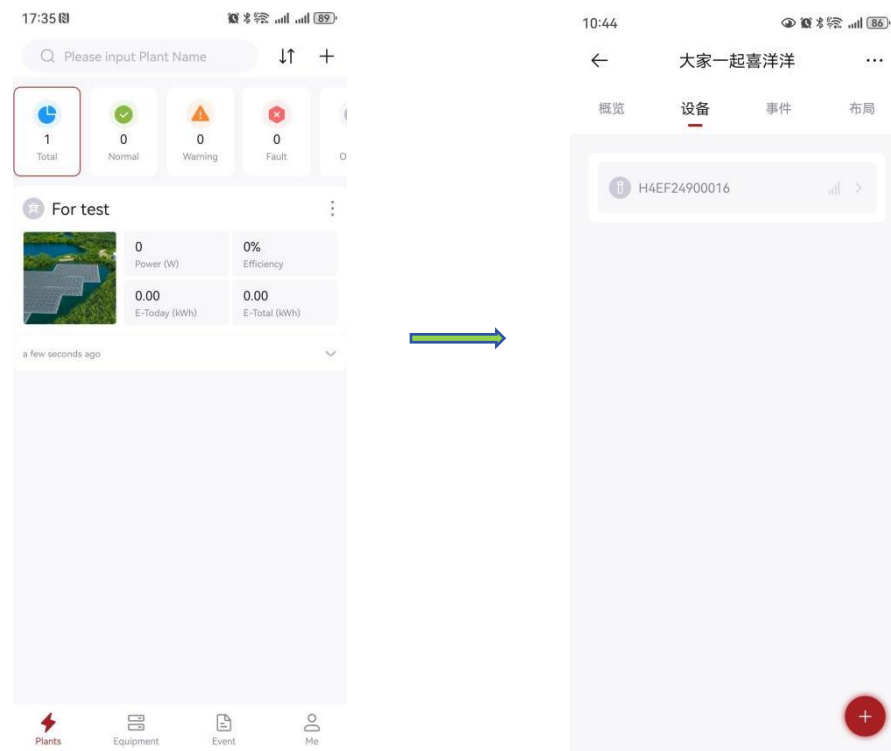 17:35
89
Please input Plant Name
1
Total
0
Normal
0
Warning
0
Fault
O
For test
0
Power (W)
0%
Efficiency
0.00
E-Today (kWh)
0.00
E-Total (kWh)
a few seconds ago
Plants
Equipment
Event
Me
10:44
86
大家一起喜洋洋
概览
设备
事件
布局
H4EF24900016